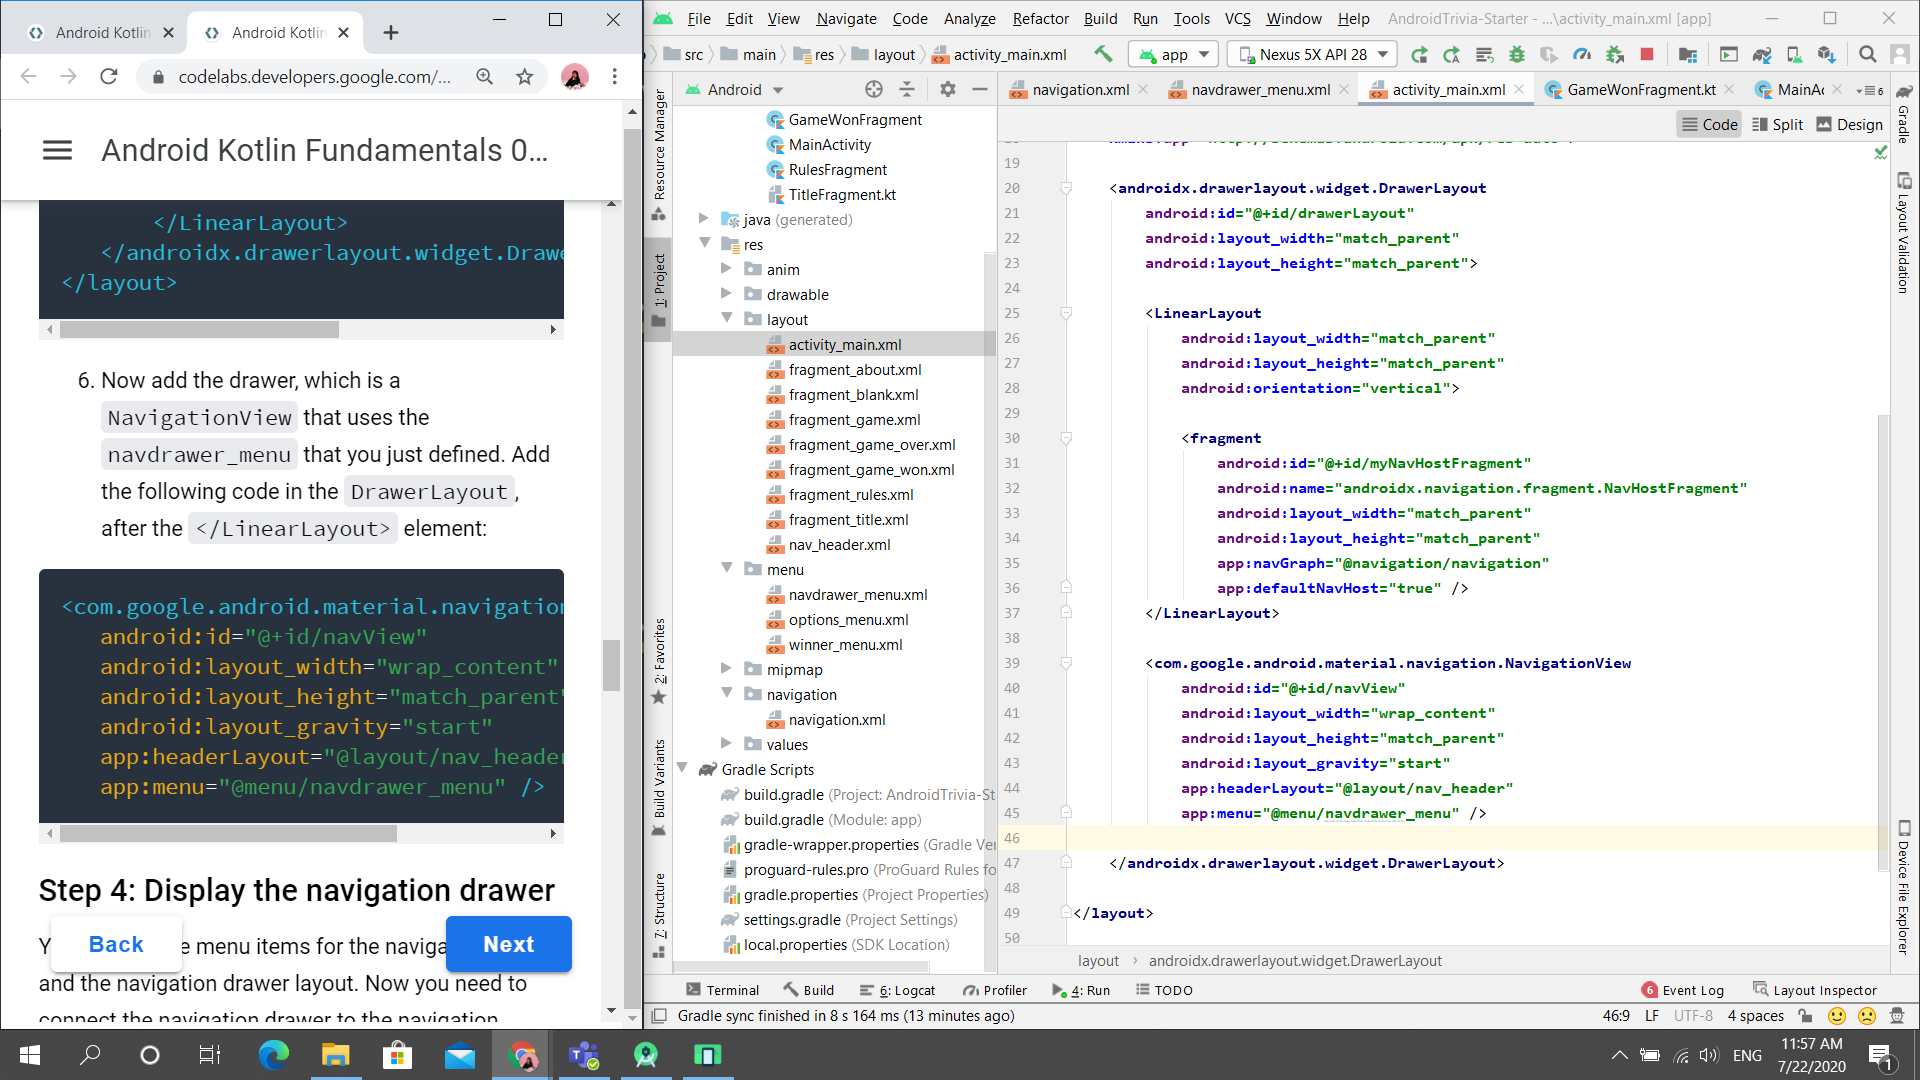 Android Kotlin
Android Kotlin
codelabs.developers.google.com/...
Android Kotlin Fundamentals 0...
</LinearLayout>
</androidx.drawerlayout.widget.Drawe
</layout>
6. Now add the drawer, which is a
NavigationView that uses the
navdrawer_menu that you just defined. Add
the following code in the DrawerLayout,
after the </LinearLayout> element:
<com.google.android.material.navigation
android:id="@+id/navView"
android:layout_width="wrap_content"
android:layout_height="match_parent"
android:layout_gravity="start"
app:headerLayout="@layout/nav_header
app:menu="@menu/navdrawer_menu" />
Step 4: Display the navigation drawer
Back
Next
e menu items for the naviga
and the navigation drawer layout. Now you need to
connect the navigation drawer to the navigation
File Edit View Navigate Code Analyze Refactor Build Run Tools VCS Window Help AndroidTrivia-Starter - ...\activity_main.xml [app]
src main res layout activity_main.xml app Nexus 5X API 28
Resource Manager
1: Project
2: Favorites
Build Variants
7: Structure
Android
GameWonFragment
MainActivity
RulesFragment
TitleFragment.kt
java (generated)
res
anim
drawable
layout
activity_main.xml
fragment_about.xml
fragment_blank.xml
fragment_game.xml
fragment_game_over.xml
fragment_game_won.xml
fragment_rules.xml
fragment_title.xml
nav_header.xml
menu
navdrawer_menu.xml
options_menu.xml
winner_menu.xml
mipmap
navigation
navigation.xml
values
Gradle Scripts
build.gradle (Project: AndroidTrivia-St
build.gradle (Module: app)
gradle-wrapper.properties (Gradle Ver
proguard-rules.pro (ProGuard Rules fo
gradle.properties (Project Properties)
settings.gradle (Project Settings)
local.properties (SDK Location)
navigation.xml navdrawer_menu.xml activity_main.xml GameWonFragment.kt MainAc 6
Code Split Design
19
20 <androidx.drawerlayout.widget.DrawerLayout
21 android:id="@+id/drawerLayout"
22 android:layout_width="match_parent"
23 android:layout_height="match_parent">
24
25 <LinearLayout
26 android:layout_width="match_parent"
27 android:layout_height="match_parent"
28 android:orientation="vertical">
29
30 <fragment
31 android:id="@+id/myNavHostFragment"
32 android:name="androidx.navigation.fragment.NavHostFragment"
33 android:layout_width="match_parent"
34 android:layout_height="match_parent"
35 app:navGraph="@navigation/navigation"
36 app:defaultNavHost="true" />
37 </LinearLayout>
38
39 <com.google.android.material.navigation.NavigationView
40 android:id="@+id/navView"
41 android:layout_width="wrap_content"
42 android:layout_height="match_parent"
43 android:layout_gravity="start"
44 app:headerLayout="@layout/nav_header"
45 app:menu="@menu/navdrawer_menu" />
46
47 </androidx.drawerlayout.widget.DrawerLayout>
48
49 </layout>
50
layout › androidx.drawerlayout.widget.DrawerLayout
Gradle
Layout Validation
Device File Explorer
Terminal Build 6: Logcat Profiler 4: Run TODO 6 Event Log Layout Inspector
Gradle sync finished in 8 s 164 ms (13 minutes ago) 46:9 LF UTF-8 4 spaces
ENG
11:57 AM
7/22/2020
1